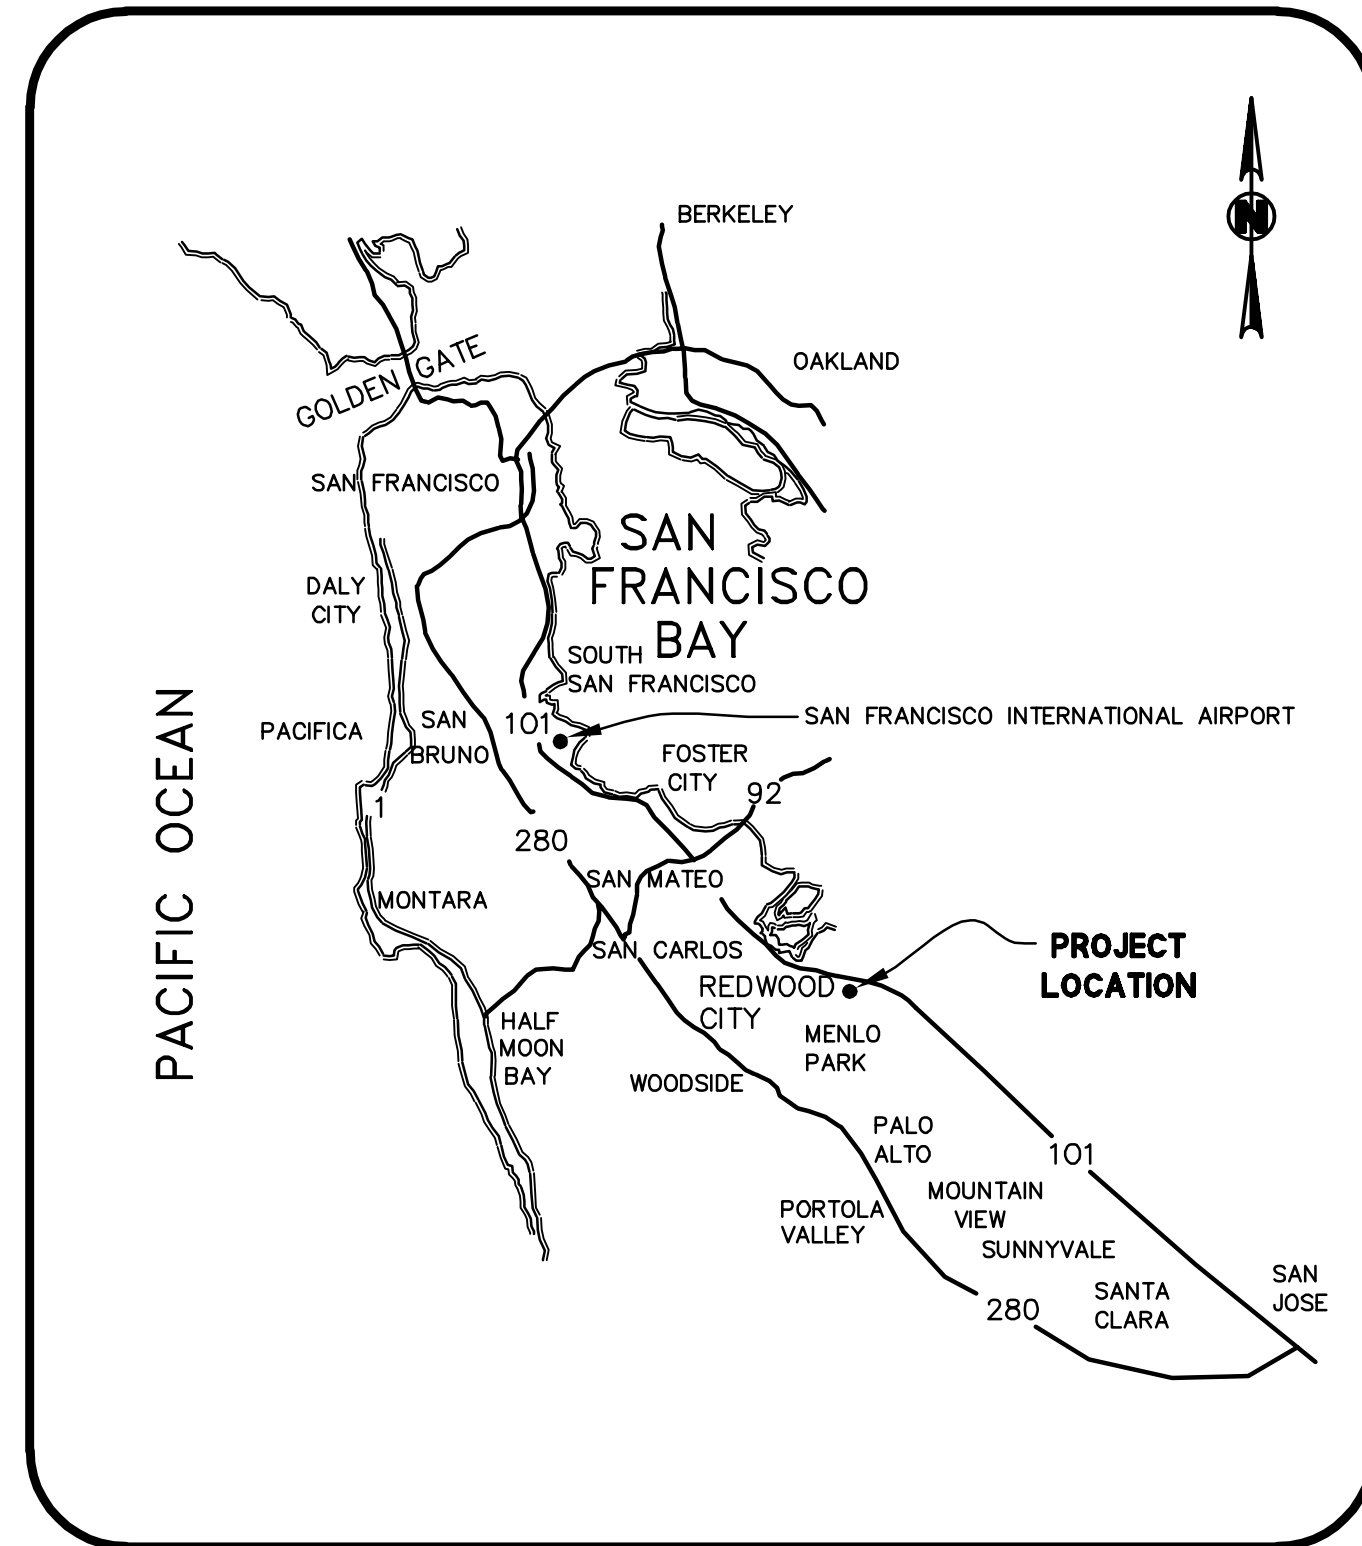 N
BERKELEY
OAKLAND
GOLDEN GATE
SAN FRANCISCO
SAN
FRANCISCO
BAY
DALY
CITY
SOUTH
SAN FRANCISCO
PACIFIC OCEAN
PACIFICA
SAN
BRUNO
101
SAN FRANCISCO INTERNATIONAL AIRPORT
FOSTER
CITY
92
1
280
SAN MATEO
MONTARA
SAN CARLOS
PROJECT
LOCATION
REDWOOD
CITY
HALF
MOON
BAY
MENLO
PARK
WOODSIDE
PALO
ALTO
101
MOUNTAIN
VIEW
PORTOLA
VALLEY
SUNNYVALE
SANTA
CLARA
SAN
JOSE
280